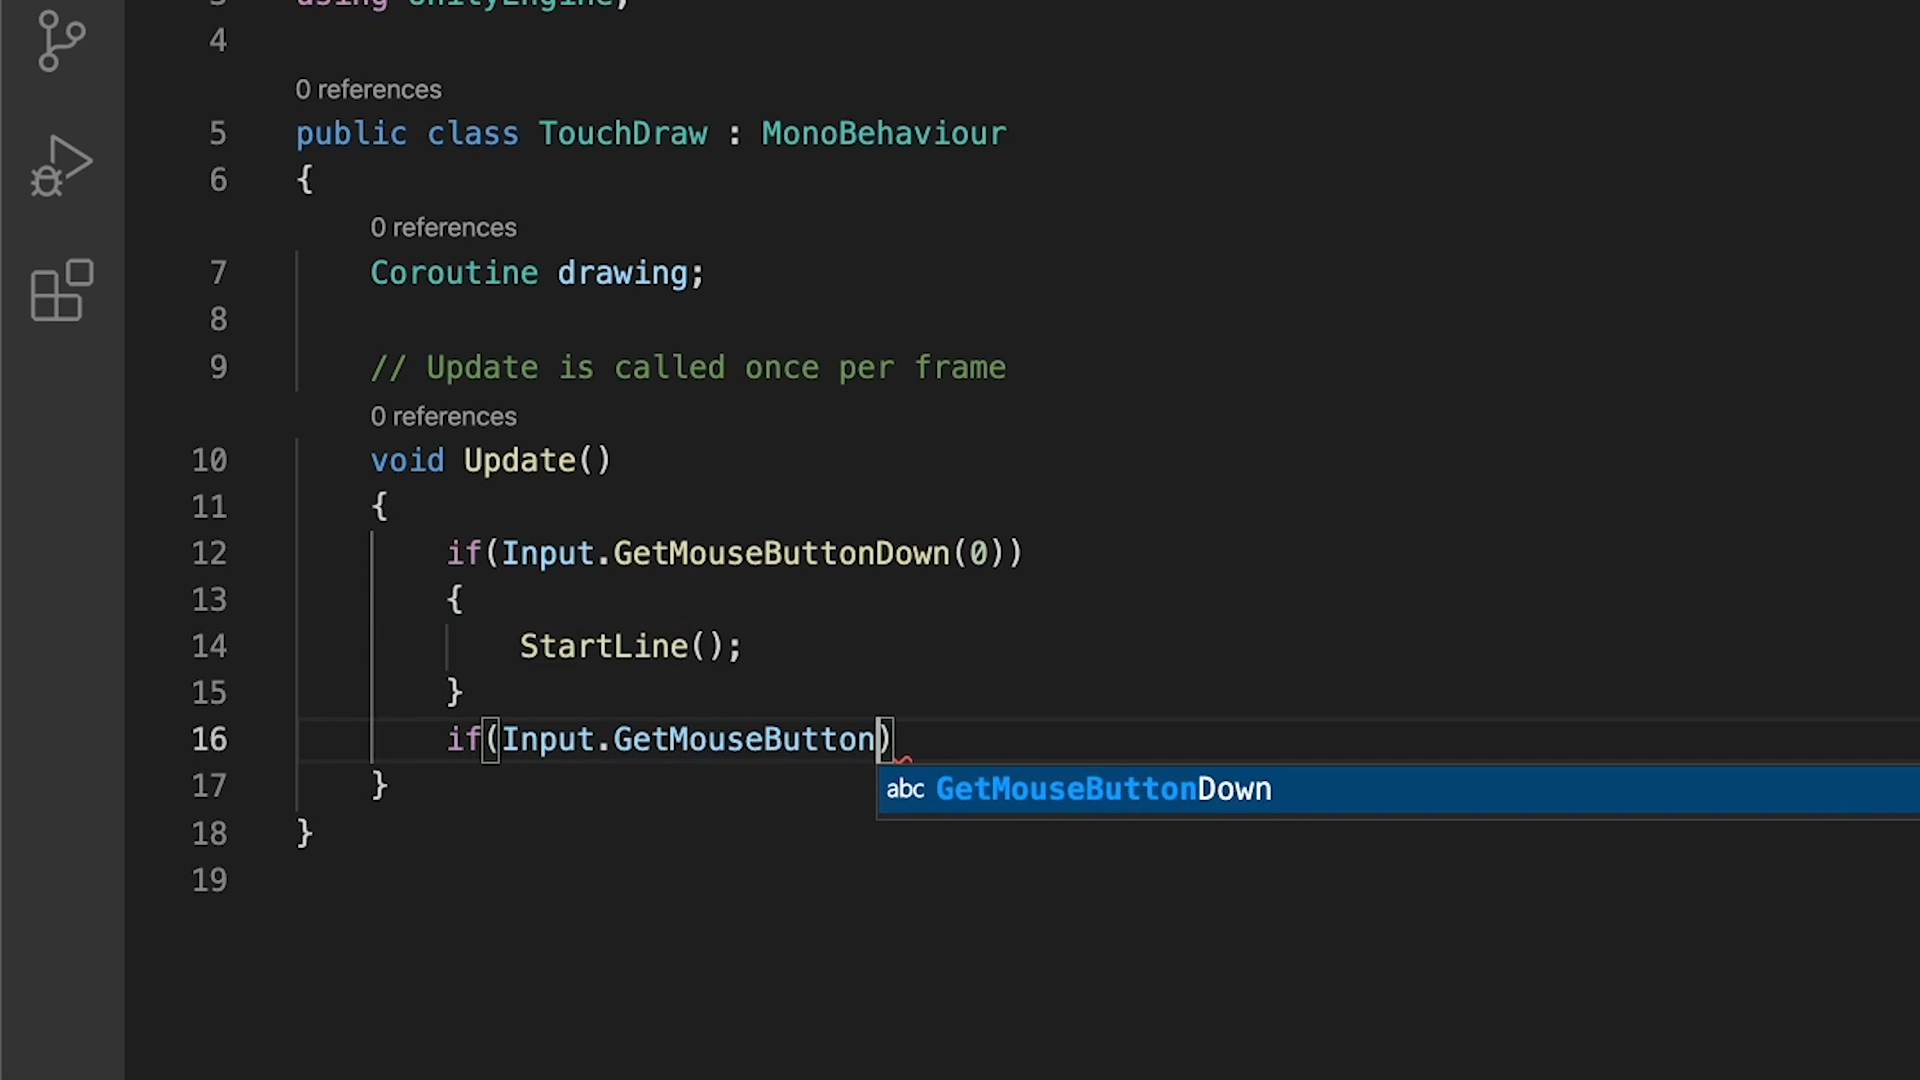 using UnityEngine;
4
0 references
5 public class TouchDraw : MonoBehaviour
6 {
0 references
7 Coroutine drawing;
8
9 // Update is called once per frame
0 references
10 void Update()
11 {
12 if(Input.GetMouseButtonDown(0))
13 {
14 StartLine();
15 }
16 if(Input.GetMouseButton)
abc GetMouseButtonDown
17 }
18 }
19